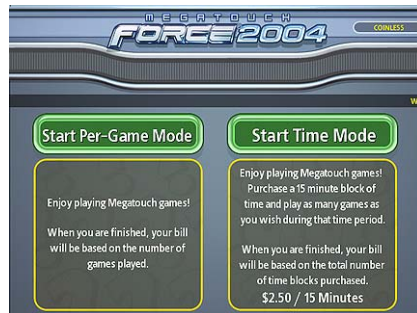 MEGATOUCH
FORCE 2004
COINLESS
W
Start Per-Game Mode
Enjoy playing Megatouch games!
When you are finished, your bill
will be based on the number of
games played.
Start Time Mode
Enjoy playing Megatouch games!
Purchase a 15 minute block of
time and play as many games as
you wish during that time period.
When you are finished, your bill
will be based on the total number
of time blocks purchased.
$2.50 / 15 Minutes